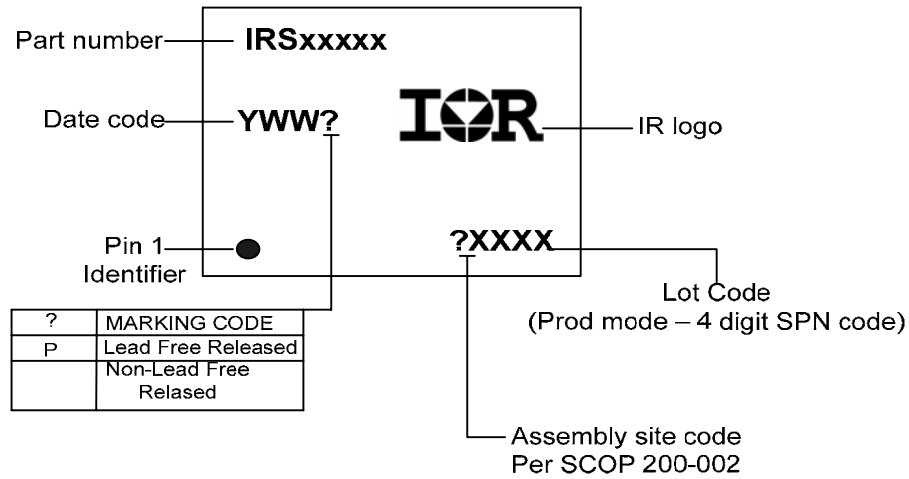 Part number
IRSxxxxx
Date code
YWW?
IOR
IR logo
Pin 1
Identifier
?XXXX
Lot Code
(Prod mode – 4 digit SPN code)
? MARKING CODE
P Lead Free Released
Non-Lead Free
Relased
Assembly site code
Per SCOP 200-002